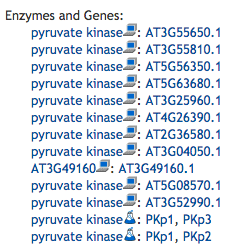 Enzymes and Genes:
pyruvate kinase: AT3G55650.1
pyruvate kinase: AT3G55810.1
pyruvate kinase: AT5G56350.1
pyruvate kinase: AT5G63680.1
pyruvate kinase: AT3G25960.1
pyruvate kinase: AT4G26390.1
pyruvate kinase: AT2G36580.1
pyruvate kinase: AT3G04050.1
AT3G49160: AT3G49160.1
pyruvate kinase: AT5G08570.1
pyruvate kinase: AT3G52990.1
pyruvate kinase: PKp1, PKp3
pyruvate kinase: PKp1, PKp2